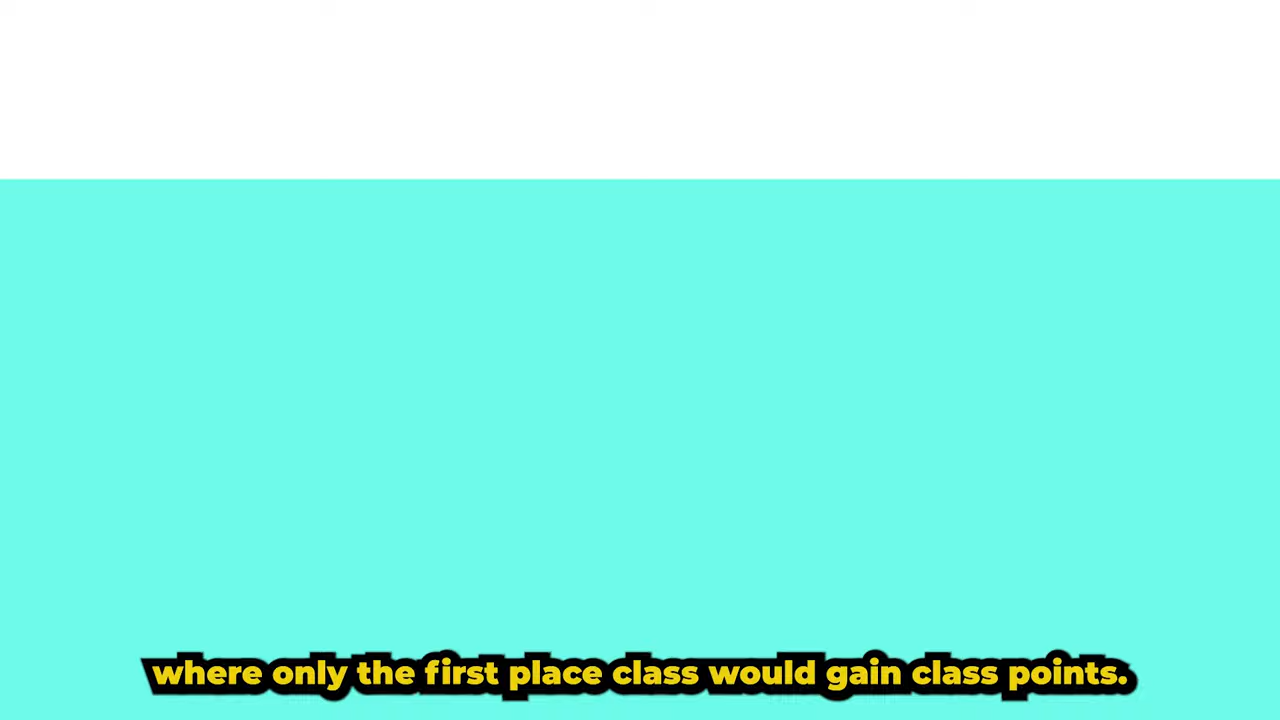 where only the first place class would gain class points.